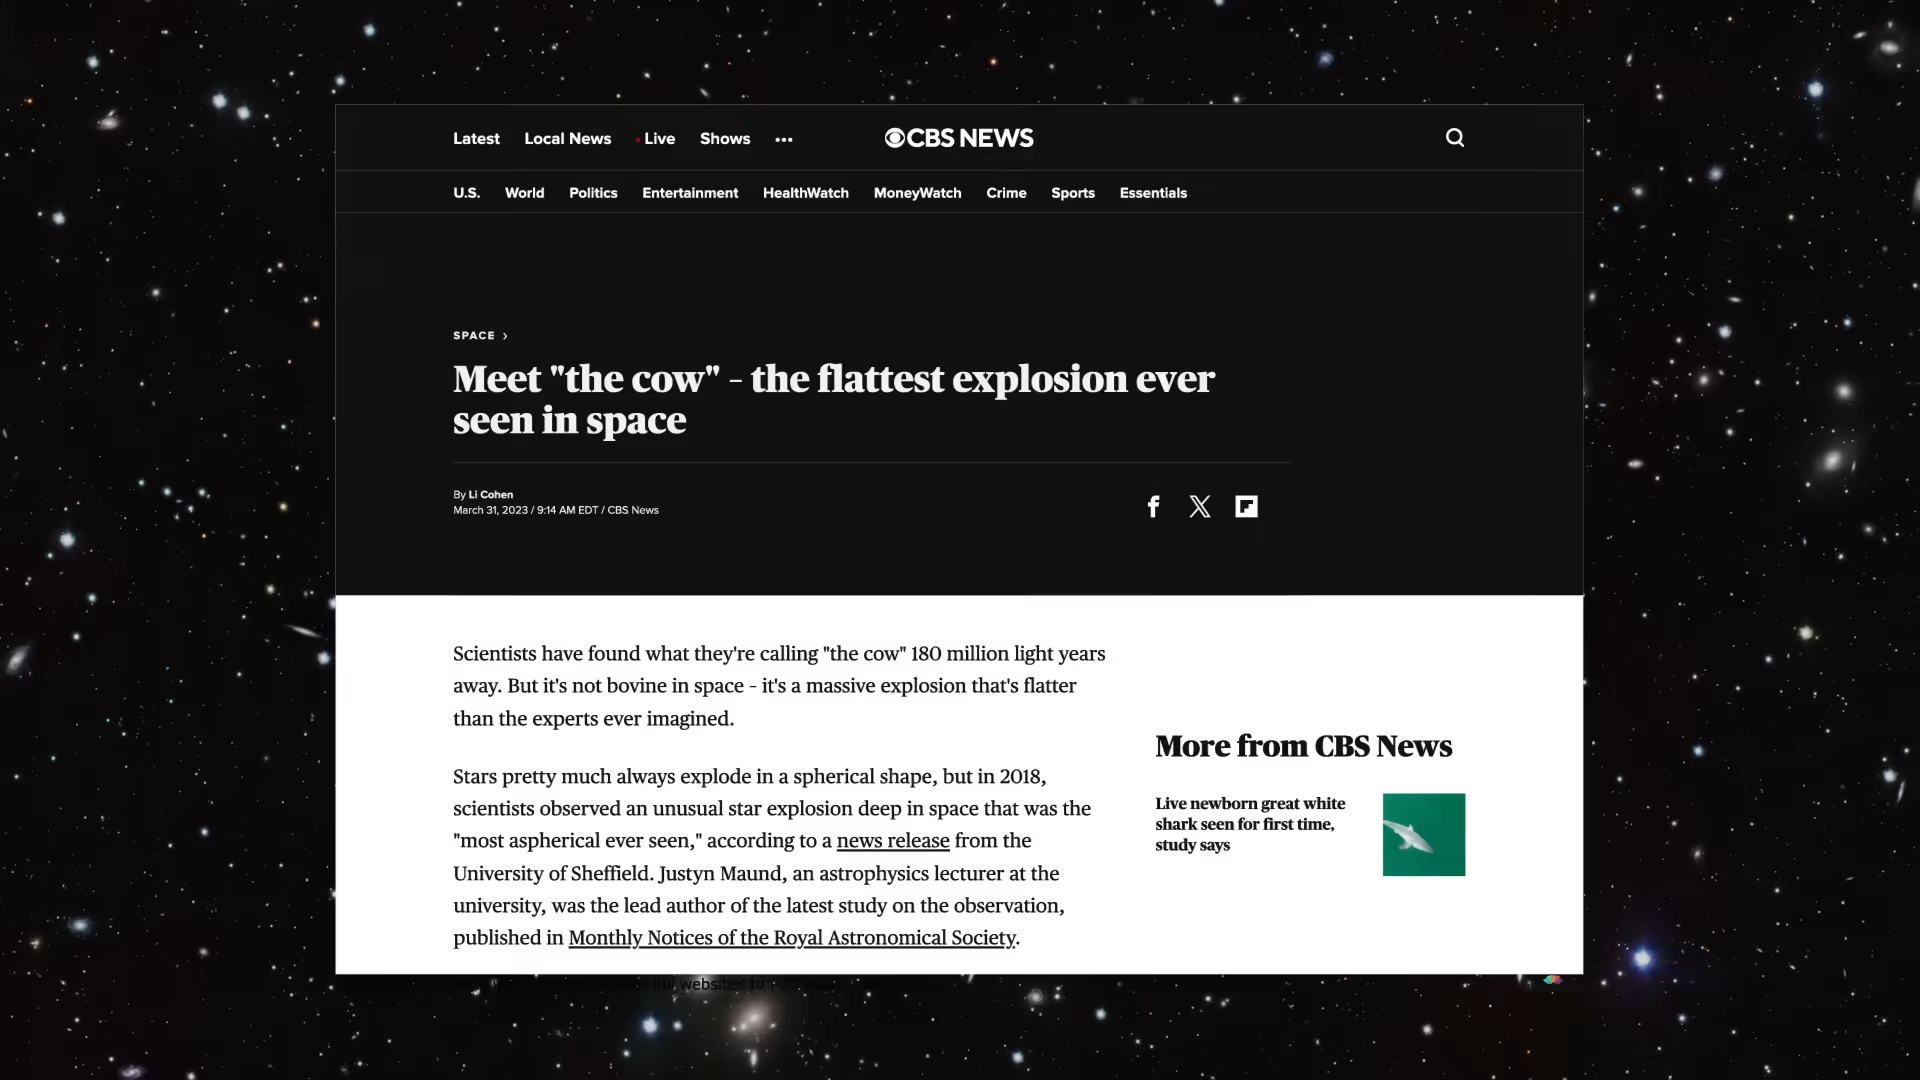 Latest Local News Live Shows
CBS NEWS
U.S. World Politics Entertainment HealthWatch MoneyWatch Crime Sports Essentials
SPACE
Meet "the cow" – the flattest explosion ever
seen in space
By Li Cohen
March 31, 2023 / 9:14 AM EDT / CBS News
Scientists have found what they're calling "the cow" 180 million light years
away. But it's not bovine in space – it's a massive explosion that's flatter
than the experts ever imagined.
Stars pretty much always explode in a spherical shape, but in 2018,
scientists observed an unusual star explosion deep in space that was the
"most aspherical ever seen," according to a news release from the
University of Sheffield. Justyn Maund, an astrophysics lecturer at the
university, was the lead author of the latest study on the observation,
published in Monthly Notices of the Royal Astronomical Society.
More from CBS News
Live newborn great white
shark seen for first time,
study says
websites to